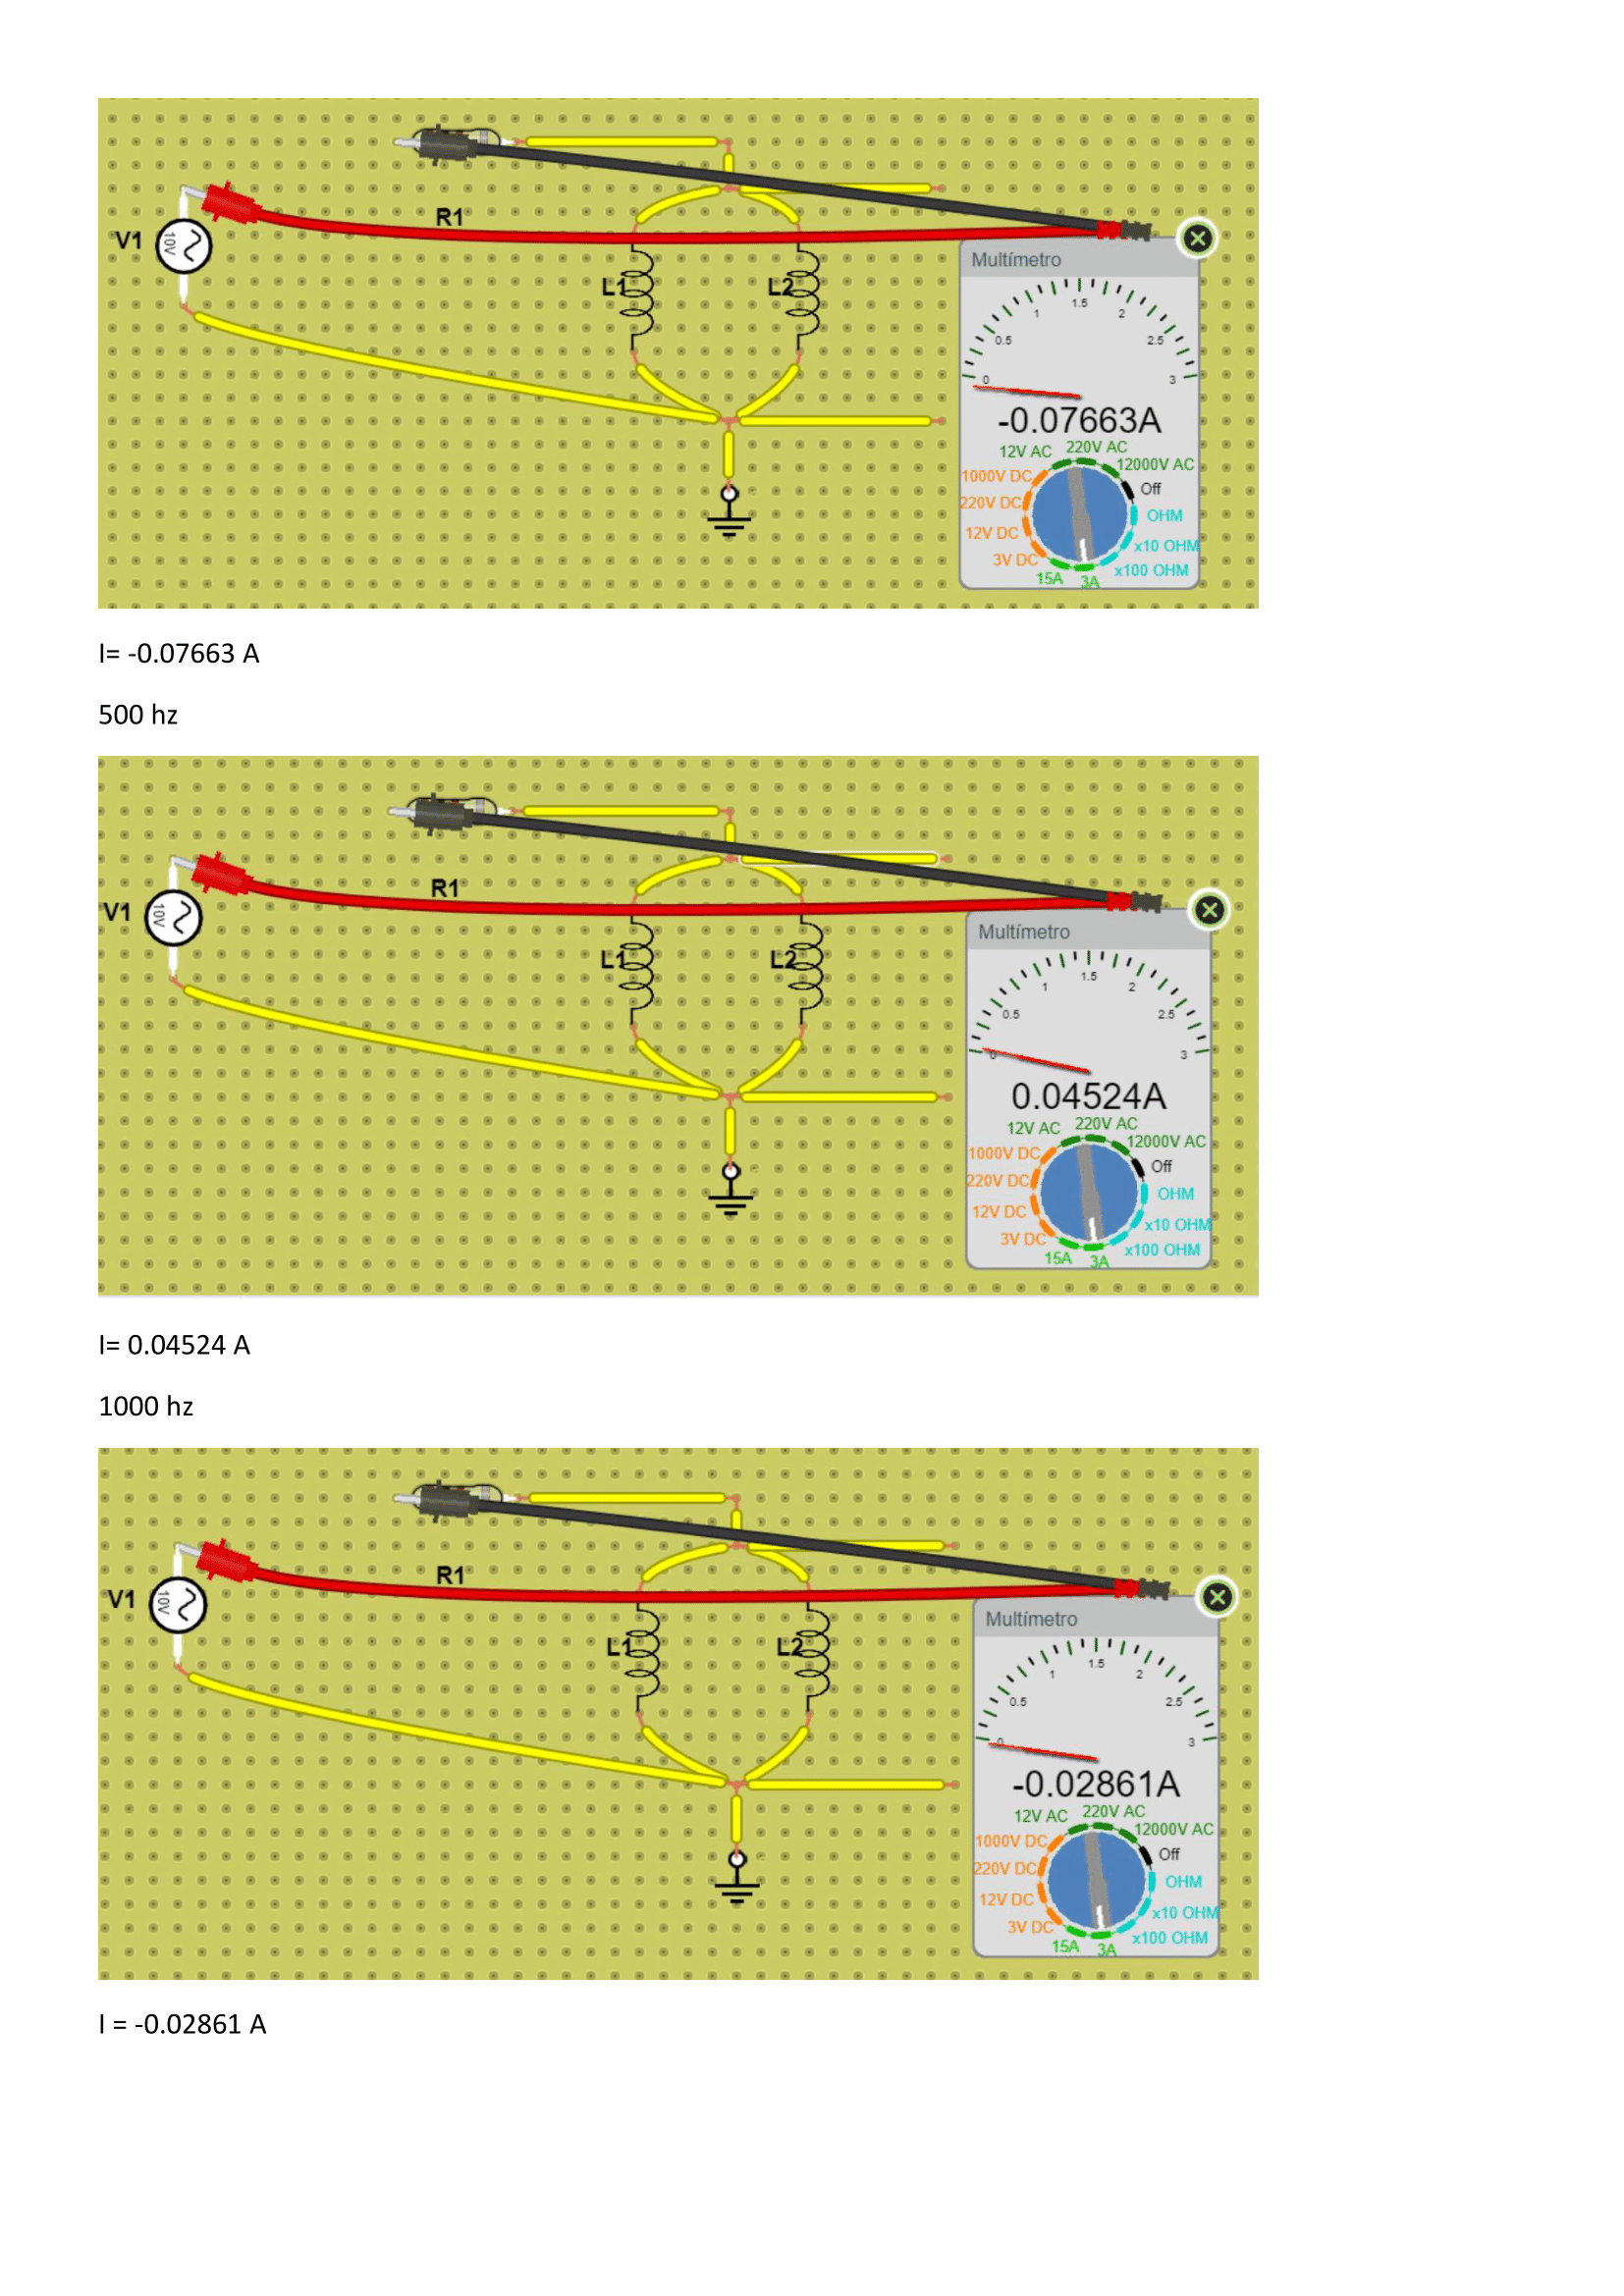 R1
V1
10V
L1
L2
Multímetro
0
0.5
1
1.5
2
2.5
3
-0.07663A
12V AC
220V AC
12000V AC
1000V DC
Off
220V DC
OHM
12V DC
x10 OHM
3V DC
x100 OHM
15A
3A
I= -0.07663 A
500 hz
R1
V1
10V
L1
L2
Multímetro
0
0.5
1
1.5
2
2.5
3
0.04524A
12V AC
220V AC
12000V AC
1000V DC
Off
220V DC
OHM
12V DC
x10 OHM
3V DC
x100 OHM
15A
3A
I= 0.04524 A
1000 hz
R1
V1
10V
L1
L2
Multímetro
0
0.5
1
1.5
2
2.5
3
-0.02861A
12V AC
220V AC
12000V AC
1000V DC
Off
220V DC
OHM
12V DC
x10 OHM
3V DC
x100 OHM
15A
3A
I = -0.02861 A